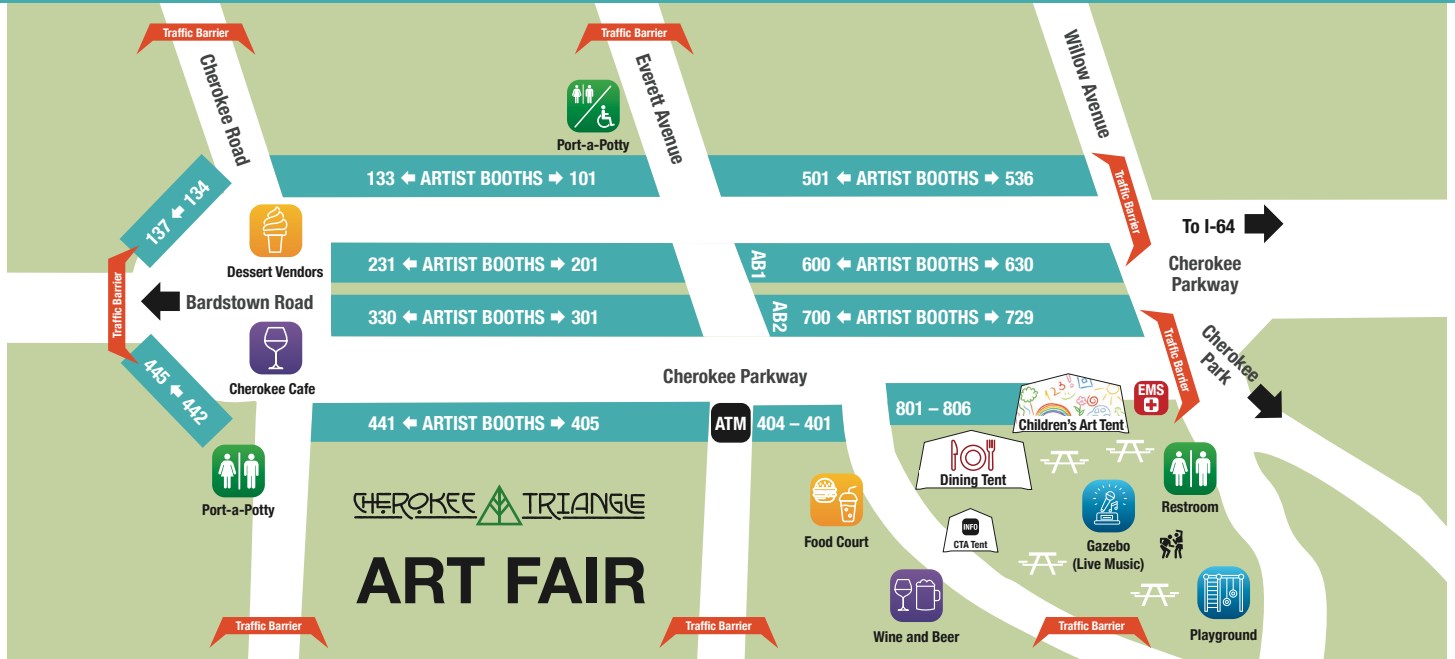 Traffic Barrier
Traffic Barrier
Cherokee Road
Everett Avenue
Willow Avenue
Port-a-Potty
133 ← ARTIST BOOTHS → 101
501 ← ARTIST BOOTHS → 536
137 ← 134
Traffic Barrier
To I-64
Dessert Vendors
231 ← ARTIST BOOTHS → 201
AB1
600 ← ARTIST BOOTHS → 630
Cherokee
Parkway
Traffic Barrier
Bardstown Road
330 ← ARTIST BOOTHS → 301
AB2
700 ← ARTIST BOOTHS → 729
Traffic Barrier
Cherokee
Park
Cherokee Cafe
445 ← 442
Cherokee Parkway
441 ← ARTIST BOOTHS → 405
ATM
404 – 401
801 – 806
123!
Children's Art Tent
EMS
Dining Tent
Port-a-Potty
CHEROKEE TRIANGLE
ART FAIR
Food Court
INFO
CTA Tent
Gazebo
(Live Music)
Restroom
Wine and Beer
Playground
Traffic Barrier
Traffic Barrier
Traffic Barrier